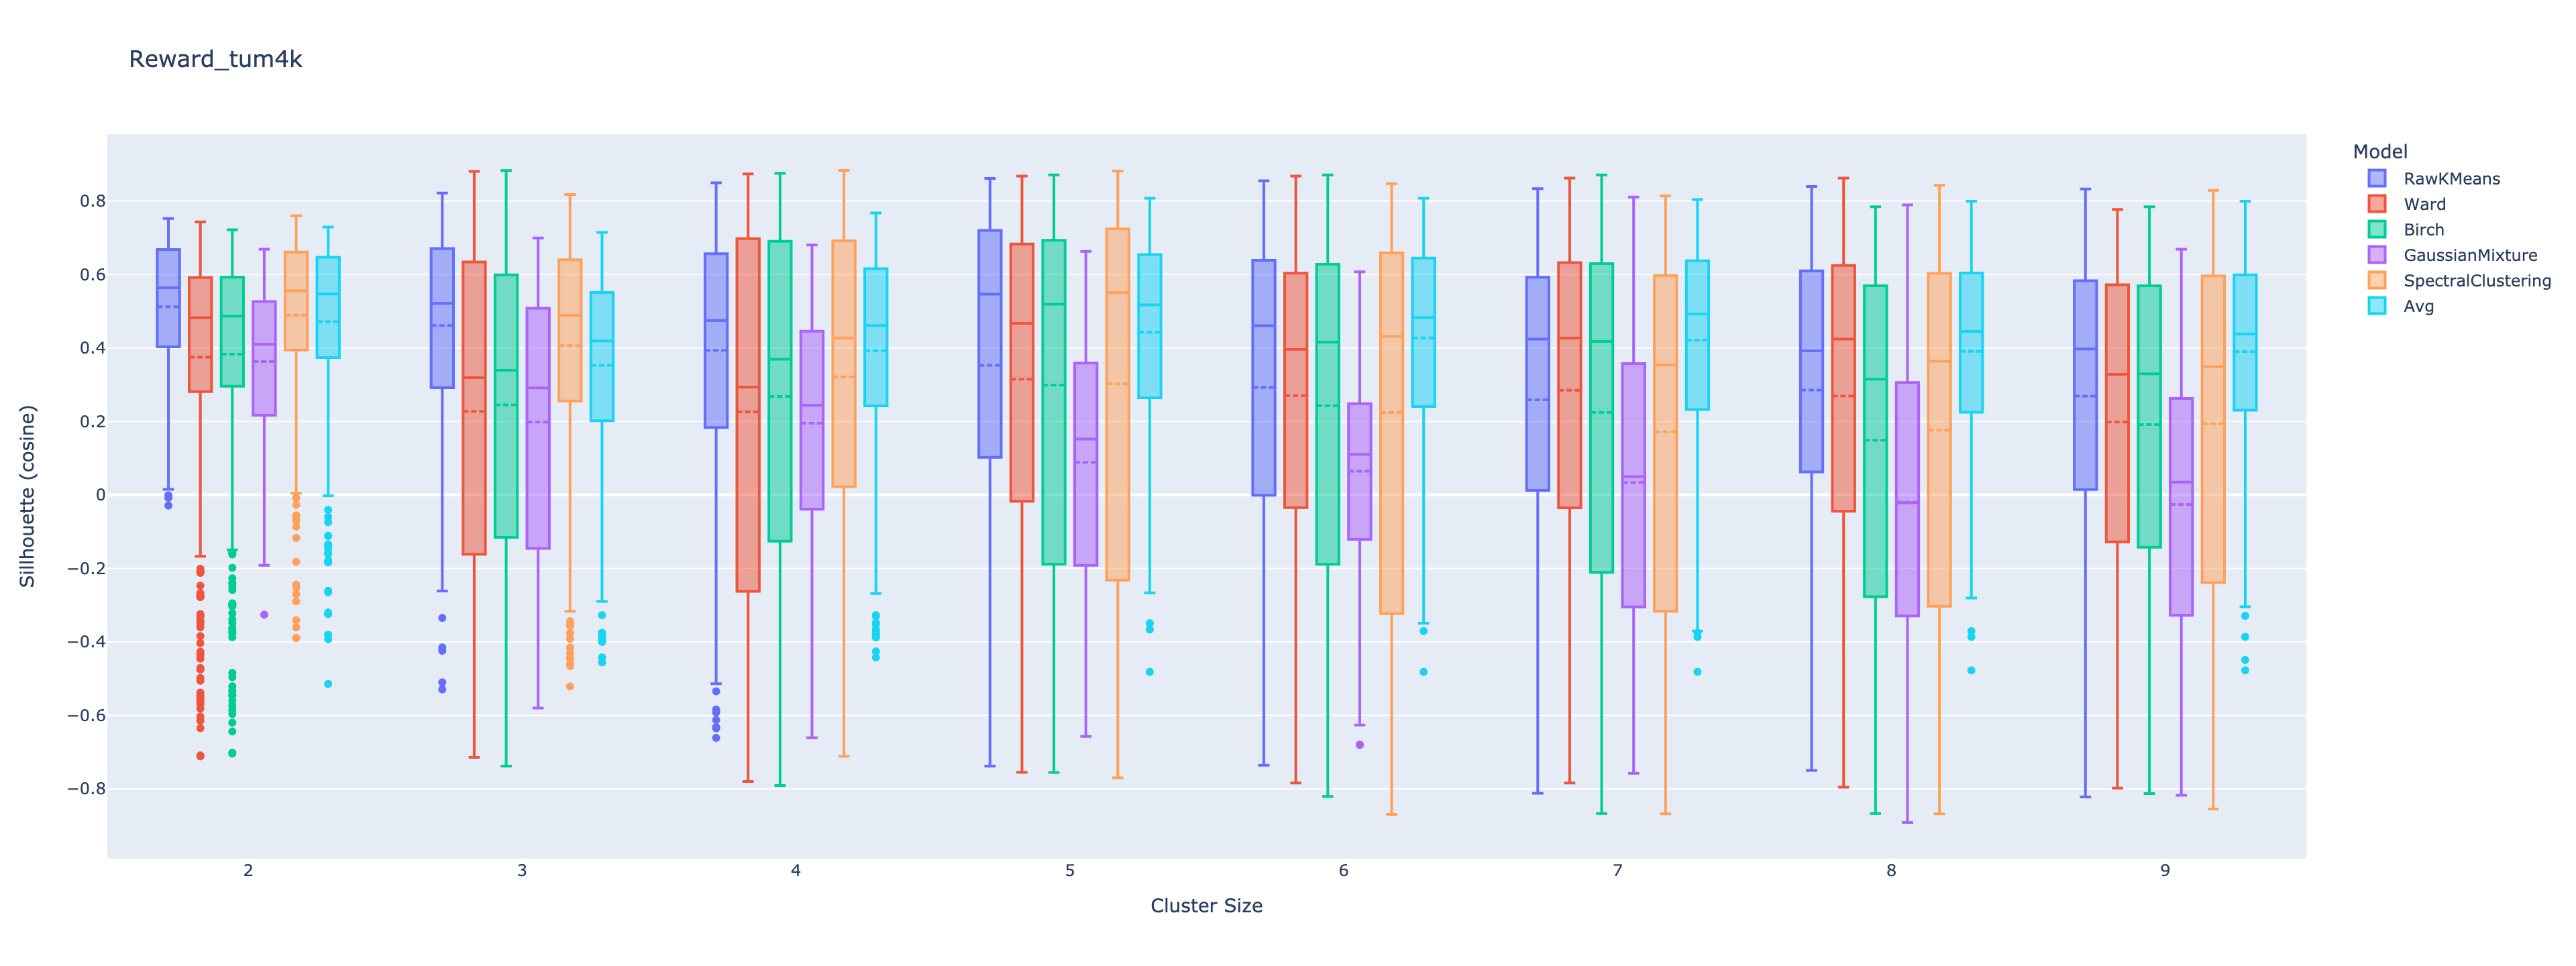 Reward_tum4k
Model
RawKMeans
Ward
Birch
GaussianMixture
SpectralClustering
Avg
Sillhouette (cosine)
0.8
0.6
0.4
0.2
0
−0.2
−0.4
−0.6
−0.8
2 3 4 5 6 7 8 9
Cluster Size